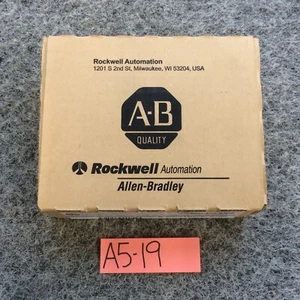 Rockwell Automation
1201 S 2nd St, Milwaukee, WI 53204, USA
A-B
QUALITY
Rockwell Automation
Allen-Bradley
A5-19